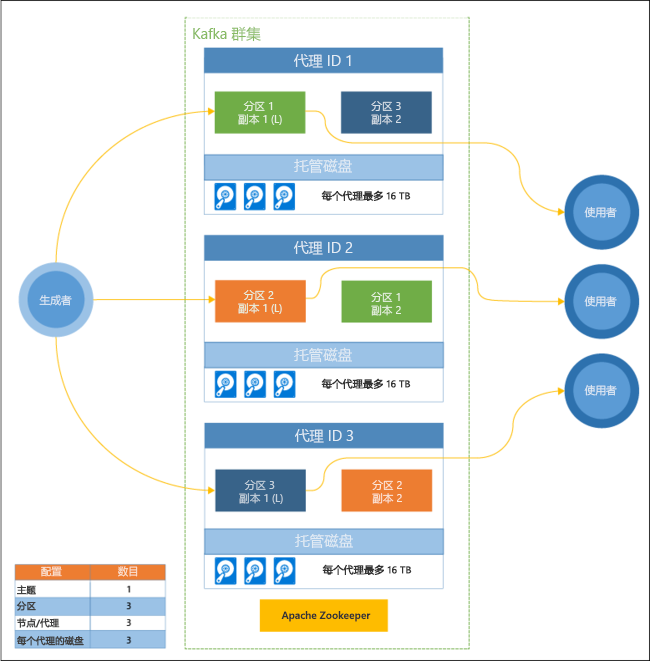 Kafka 群集
代理 ID 1
分区 1
副本 1 (L)
分区 3
副本 2
托管磁盘
每个代理最多 16 TB
使用者
代理 ID 2
生成者
分区 2
副本 1 (L)
分区 1
副本 2
使用者
托管磁盘
每个代理最多 16 TB
使用者
代理 ID 3
分区 3
副本 1 (L)
分区 2
副本 2
托管磁盘
每个代理最多 16 TB
配置 数目
主题 1
分区 3
节点/代理 3
每个代理的磁盘 3
Apache Zookeeper